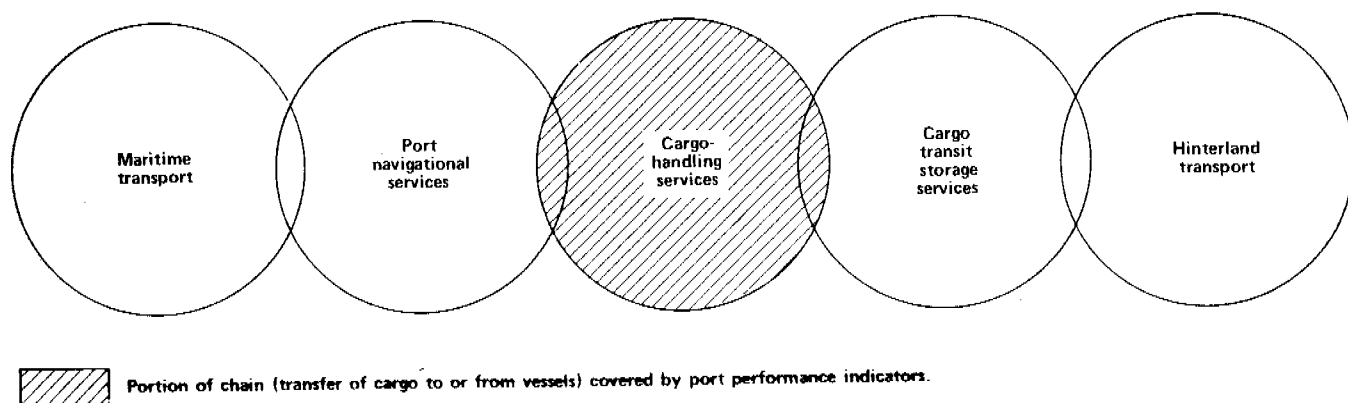 Maritime
transport
Port
navigational
services
Cargo-
handling
services
Cargo
transit
storage
services
Hinterland
transport
Portion of chain (transfer of cargo to or from vessels) covered by port performance indicators.